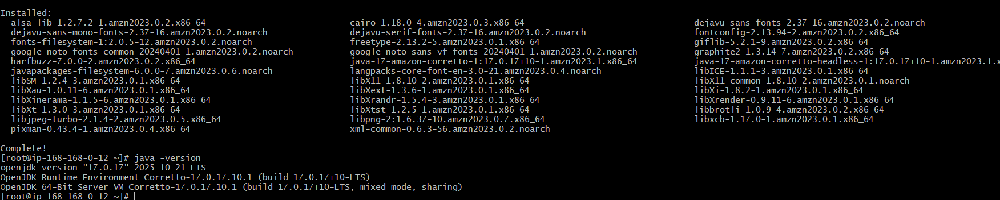 Installed:
alsa-lib-1.2.7.2-1.amzn2023.0.2.x86_64 cairo-1.18.0-4.amzn2023.0.3.x86_64 dejavu-sans-fonts-2.37-16.amzn2023.0.2.noarch
dejavu-sans-mono-fonts-2.37-16.amzn2023.0.2.noarch dejavu-serif-fonts-2.37-16.amzn2023.0.2.noarch fontconfig-2.13.94-2.amzn2023.0.2.x86_64
fonts-filesystem-1:2.0.5-12.amzn2023.0.2.noarch freetype-2.13.2-5.amzn2023.0.1.x86_64 giflib-5.2.1-9.amzn2023.0.2.x86_64
google-noto-fonts-common-20240401-1.amzn2023.0.2.noarch google-noto-sans-vf-fonts-20240401-1.amzn2023.0.2.noarch graphite2-1.3.14-7.amzn2023.0.2.x86_64
harfbuzz-7.0.0-2.amzn2023.0.2.x86_64 java-17-amazon-corretto-1:17.0.17+10-1.amzn2023.1.x86_64 java-17-amazon-corretto-headless-1:17.0.17+10-1.amzn2023.1.x
javapackages-filesystem-6.0.0-7.amzn2023.0.6.noarch langpacks-core-font-en-3.0-21.amzn2023.0.4.noarch libICE-1.1.1-3.amzn2023.0.1.x86_64
libSM-1.2.4-3.amzn2023.0.1.x86_64 libX11-1.8.10-2.amzn2023.0.1.x86_64 libX11-common-1.8.10-2.amzn2023.0.1.noarch
libXau-1.0.11-6.amzn2023.0.1.x86_64 libXext-1.3.6-1.amzn2023.0.1.x86_64 libXi-1.8.2-1.amzn2023.0.1.x86_64
libXinerama-1.1.5-6.amzn2023.0.1.x86_64 libXrandr-1.5.4-3.amzn2023.0.1.x86_64 libXrender-0.9.11-6.amzn2023.0.1.x86_64
libXt-1.3.0-3.amzn2023.0.1.x86_64 libXtst-1.2.5-1.amzn2023.0.1.x86_64 libbrotli-1.0.9-4.amzn2023.0.2.x86_64
libjpeg-turbo-2.1.4-2.amzn2023.0.5.x86_64 libpng-2:1.6.37-10.amzn2023.0.7.x86_64 libxcb-1.17.0-1.amzn2023.0.1.x86_64
pixman-0.43.4-1.amzn2023.0.4.x86_64 xml-common-0.6.3-56.amzn2023.0.2.noarch
Complete!
[root@ip-168-168-0-12 ~]# java -version
openjdk version "17.0.17" 2025-10-21 LTS
OpenJDK Runtime Environment Corretto-17.0.17.10.1 (build 17.0.17+10-LTS)
OpenJDK 64-Bit Server VM Corretto-17.0.17.10.1 (build 17.0.17+10-LTS, mixed mode, sharing)
[root@ip-168-168-0-12 ~]#